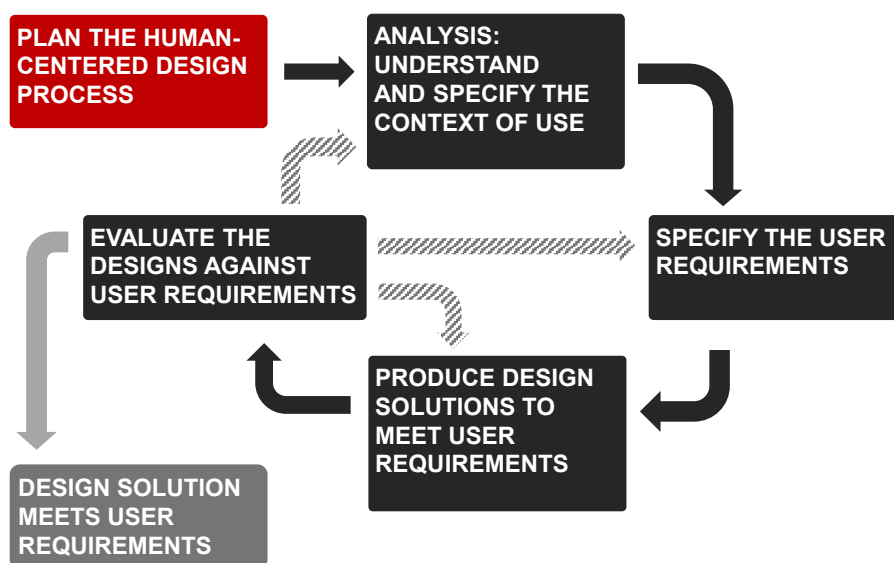 PLAN THE HUMAN-
CENTERED DESIGN
PROCESS
ANALYSIS:
UNDERSTAND
AND SPECIFY THE
CONTEXT OF USE
EVALUATE THE
DESIGNS AGAINST
USER REQUIREMENTS
SPECIFY THE USER
REQUIREMENTS
PRODUCE DESIGN
SOLUTIONS TO
MEET USER
REQUIREMENTS
DESIGN SOLUTION
MEETS USER
REQUIREMENTS